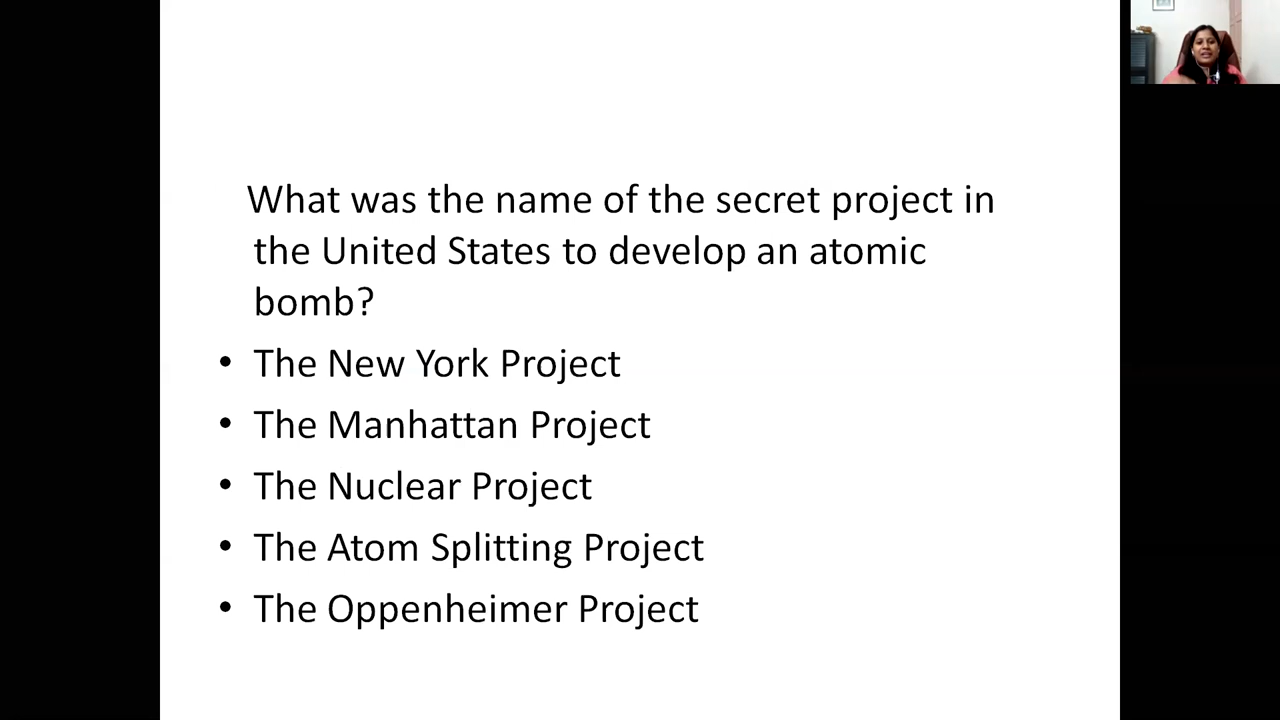 What was the name of the secret project in
the United States to develop an atomic
bomb?
• The New York Project
• The Manhattan Project
• The Nuclear Project
• The Atom Splitting Project
• The Oppenheimer Project